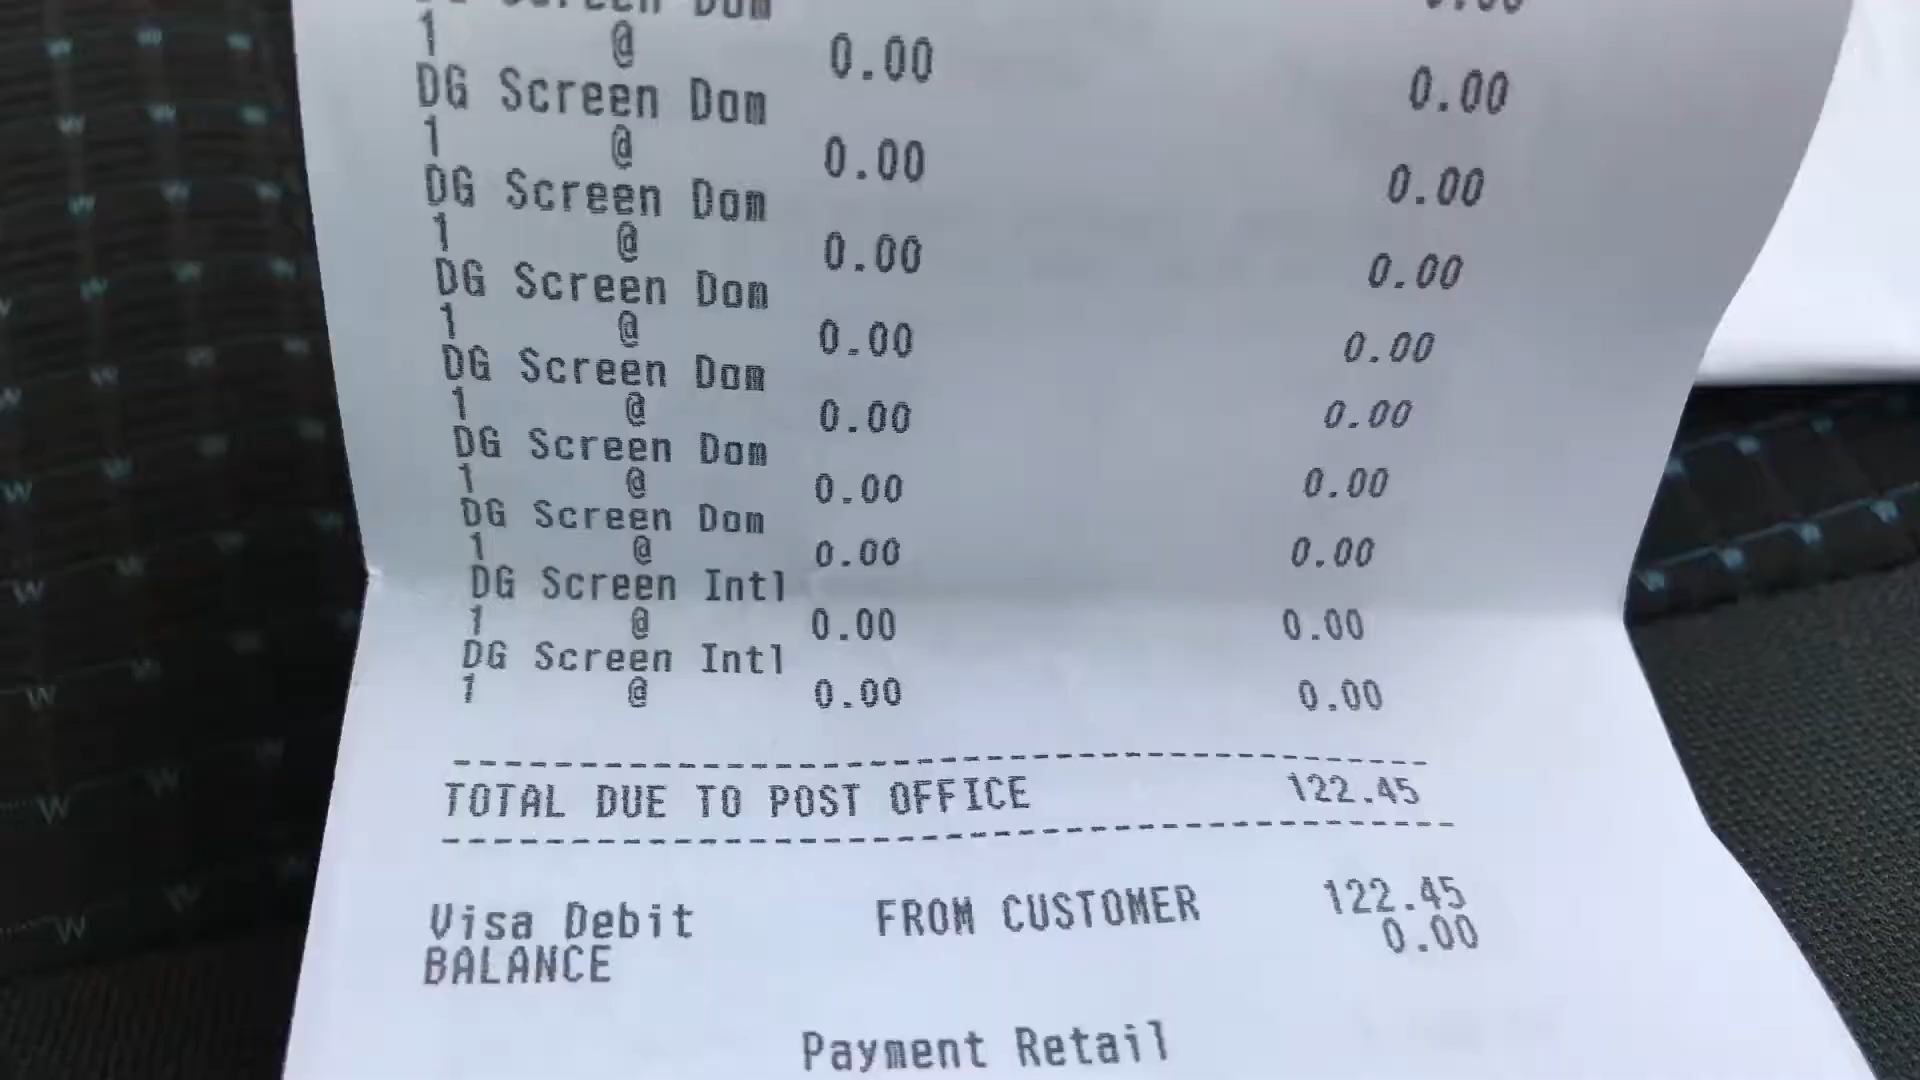 Screen Dom
1 @ 0.00 0.00
DG Screen Dom
1 @ 0.00 0.00
DG Screen Dom
1 @ 0.00 0.00
DG Screen Dom
1 @ 0.00 0.00
DG Screen Dom
1 @ 0.00 0.00
DG Screen Dom
1 @ 0.00 0.00
DG Screen Dom
1 @ 0.00 0.00
DG Screen Intl
1 @ 0.00 0.00
DG Screen Intl
1 @ 0.00 0.00
TOTAL DUE TO POST OFFICE 122.45
Visa Debit FROM CUSTOMER 122.45
BALANCE 0.00
Payment Retail